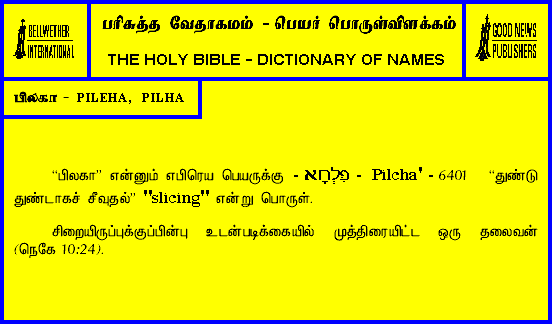 BELLWETHER
INTERNATIONAL
பரிசுத்த வேதாகமம் - பெயர் பொருள்விளக்கம்
THE HOLY BIBLE - DICTIONARY OF NAMES
GOOD NEWS
PUBLISHERS
பிலகா - PILEHA, PILHA
“பிலகா” என்னும் எபிரெய பெயருக்கு - פִּלְחָא - Pilcha' - 6401 “துண்டு
துண்டாகச் சீவுதல்” "slicing" என்று பொருள்.
சிறையிருப்புக்குப்பின்பு உடன்படிக்கையில் முத்திரையிட்ட ஒரு தலைவன்
(நெகே 10:24).